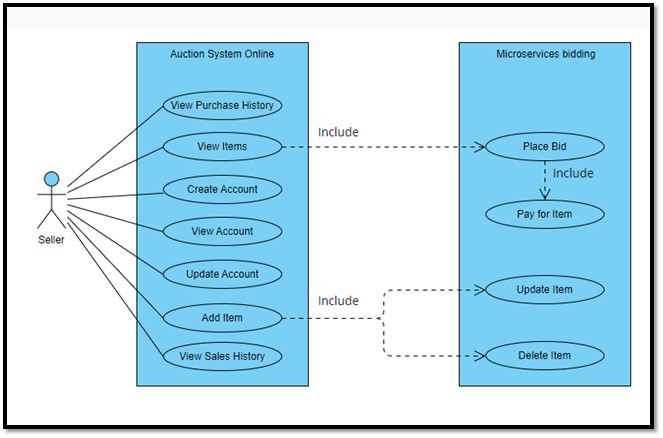 Auction System Online
Microservices bidding
View Purchase History
Include
View Items
Place Bid
Include
Create Account
Pay for Item
Seller
View Account
Update Account
Update Item
Include
Add Item
View Sales History
Delete Item